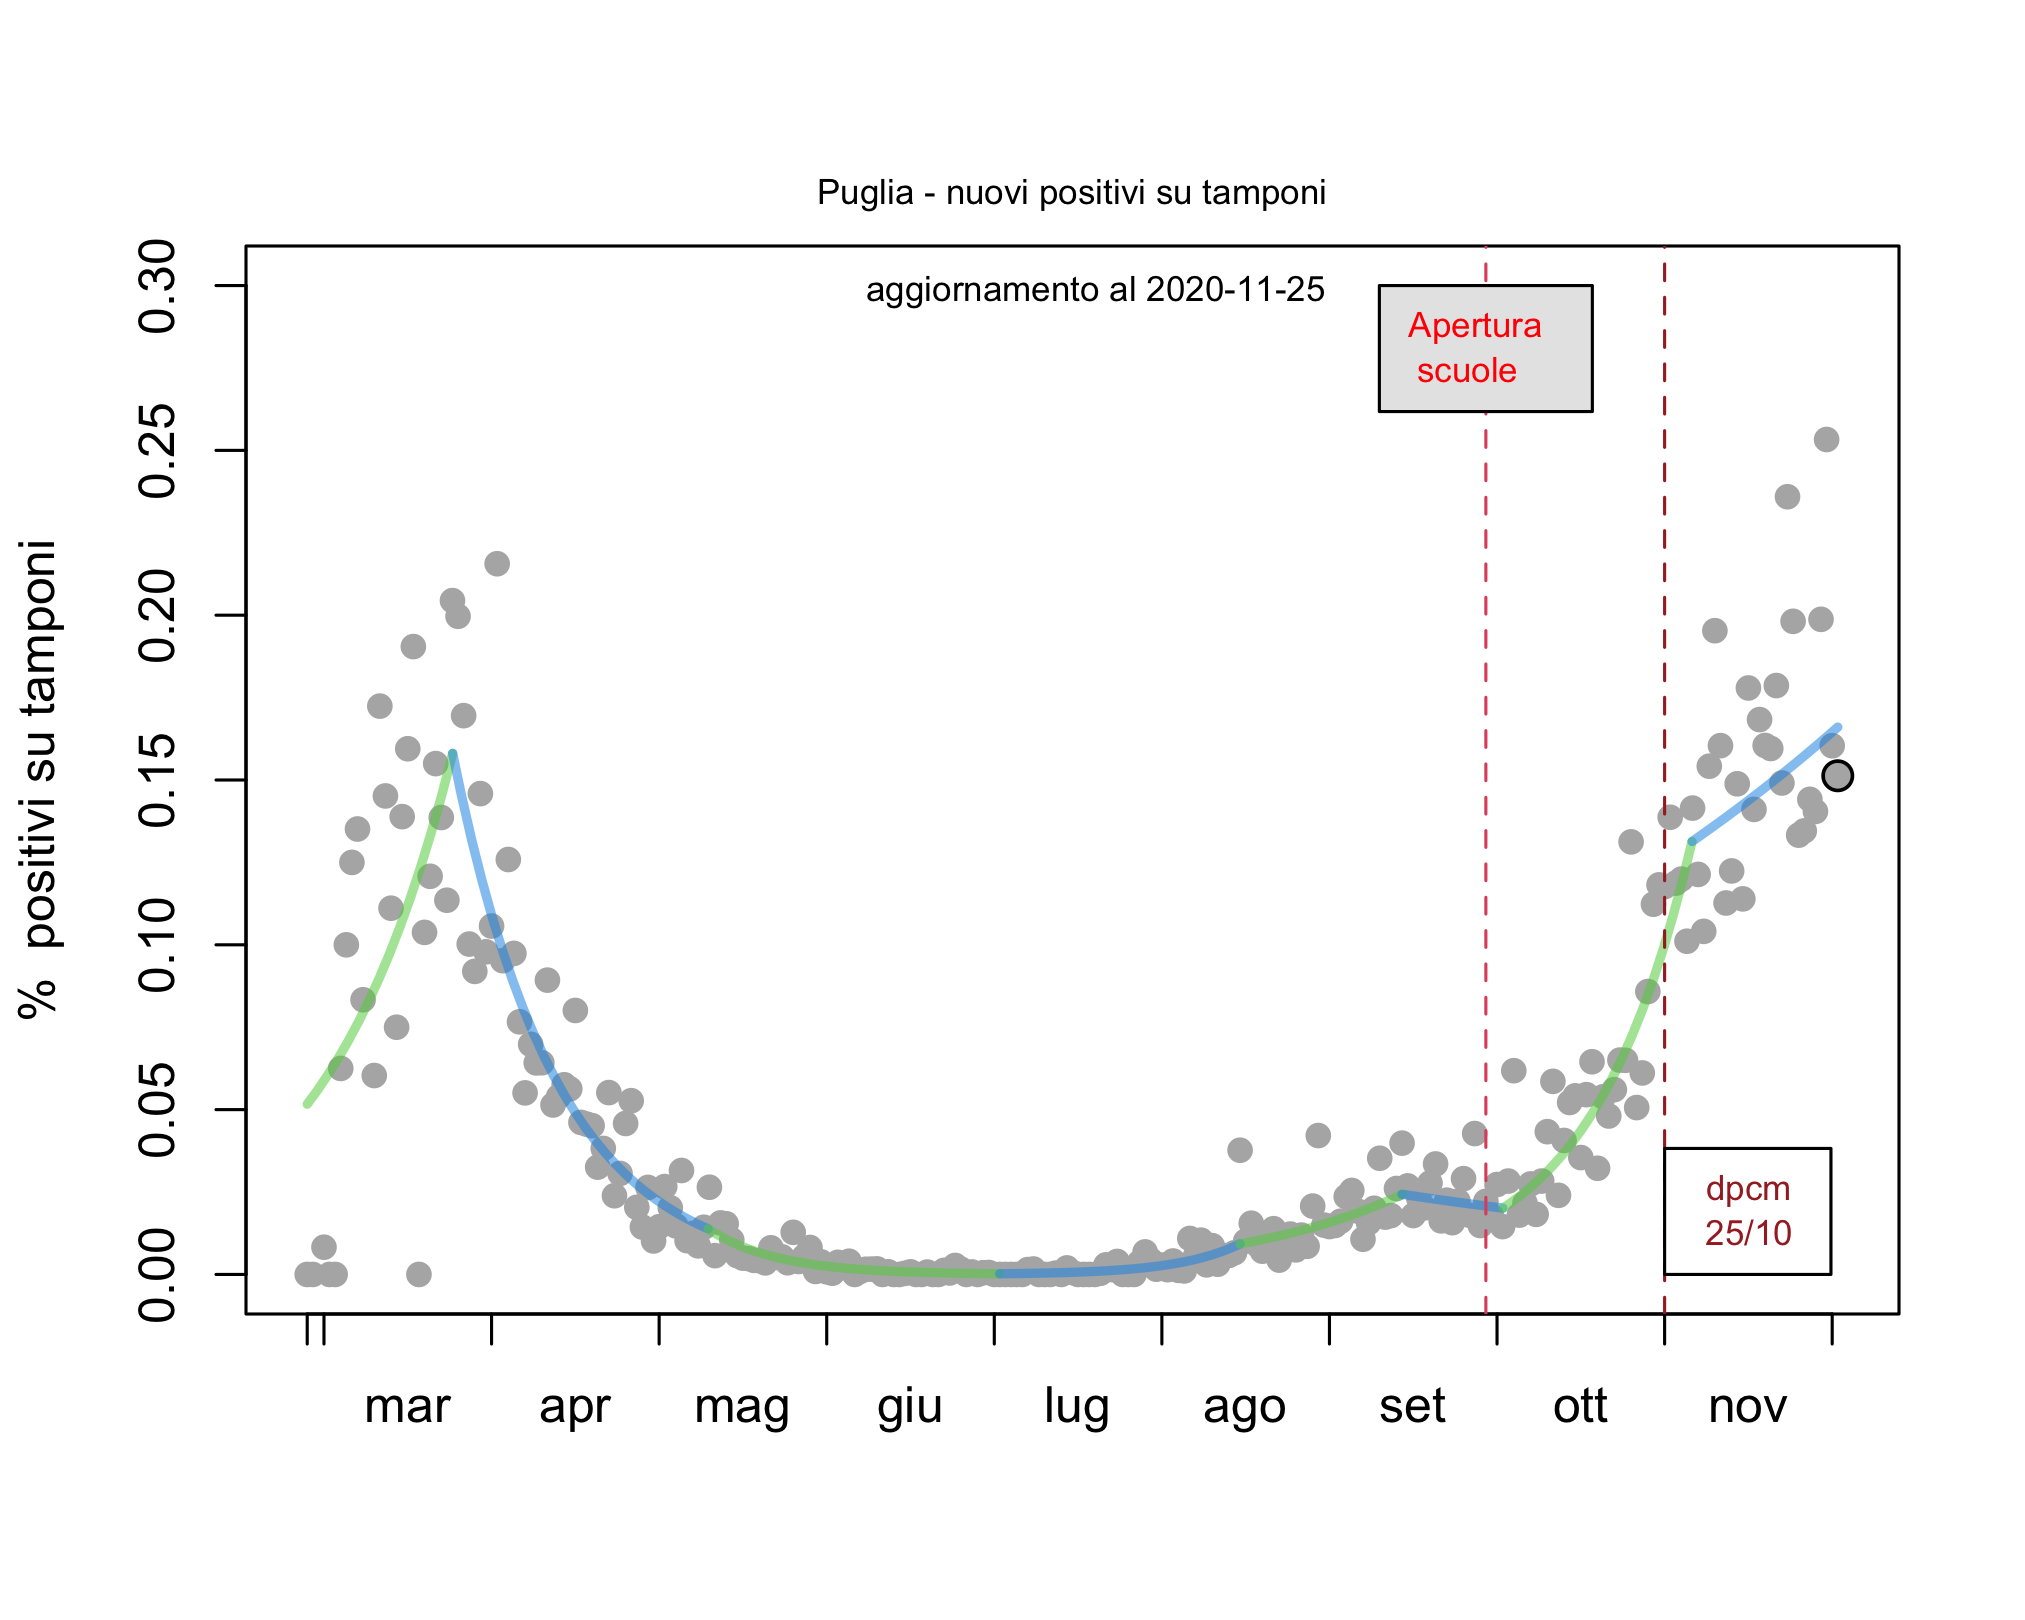 Puglia - nuovi positivi su tamponi
aggiornamento al 2020-11-25
Apertura
scuole
dpcm
25/10
% positivi su tamponi
0.30
0.25
0.20
0.15
0.10
0.05
0.00
mar apr mag giu lug ago set ott nov